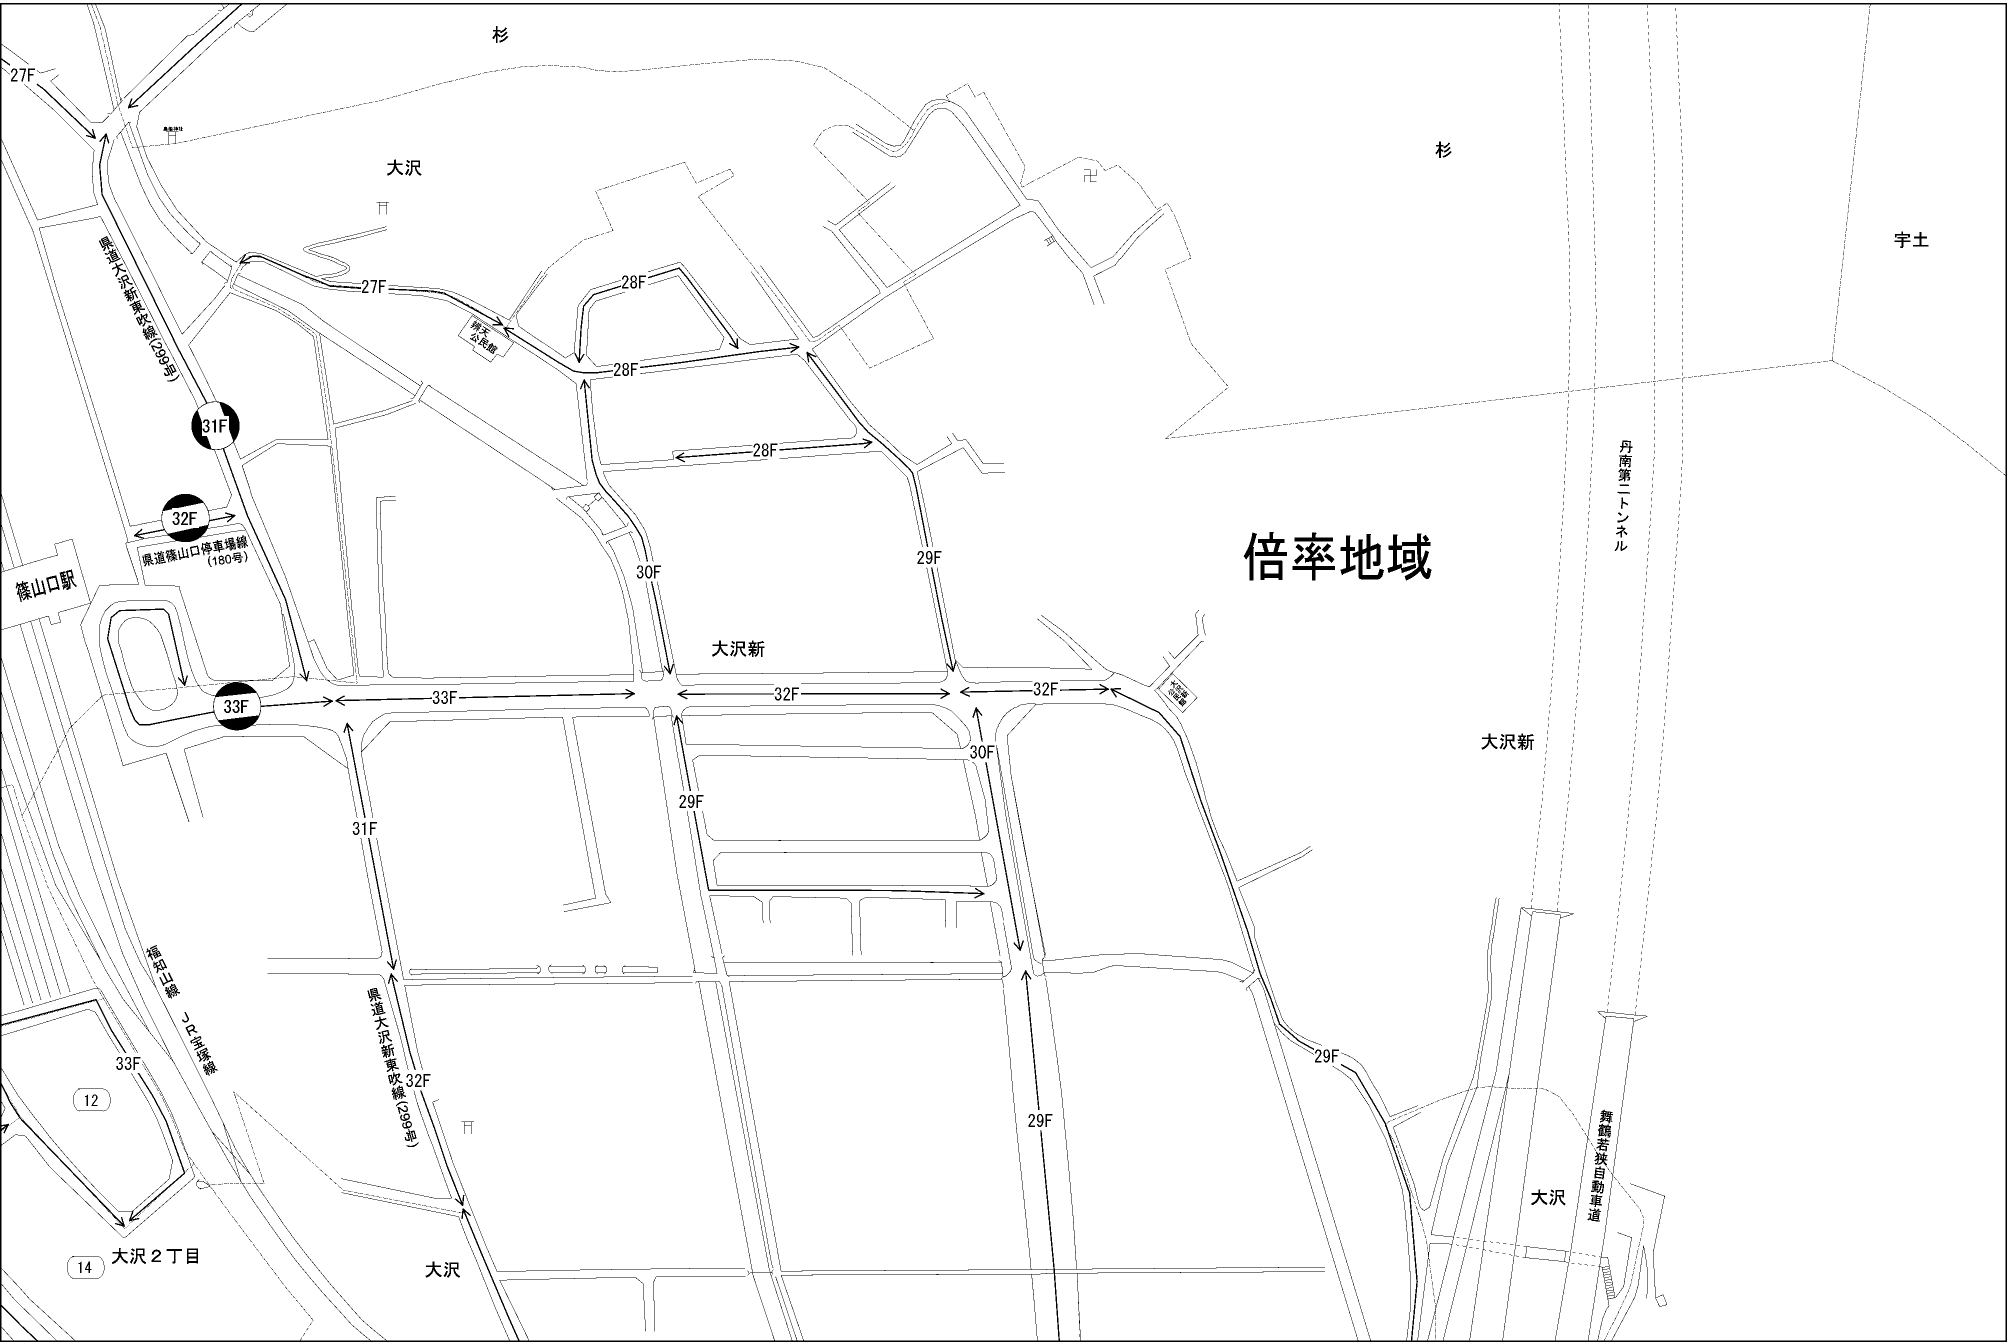 杉
27F
大沢
杉
宇土
県道大沢新東吹線(299号)
27F
28F
辨天
公民館
28F
31F
28F
丹南第二トンネル
32F
県道篠山口停車場線
(180号)
倍率地域
29F
30F
篠山口駅
大沢新
33F
33F
32F
32F
大沢新
30F
29F
31F
福知山線 JR宝塚線
県道大沢新東吹線(299号)
33F
12
32F
29F
29F
舞鶴若狭自動車道
大沢
大沢2丁目
14
大沢